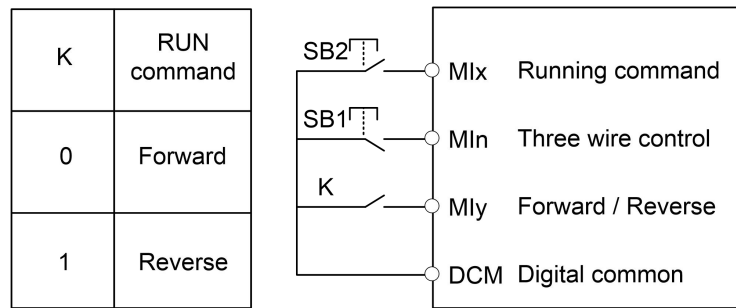 K
RUN
command
0
Forward
1
Reverse
SB2
MIx Running command
SB1
MIn Three wire control
K
MIy Forward / Reverse
DCM Digital common